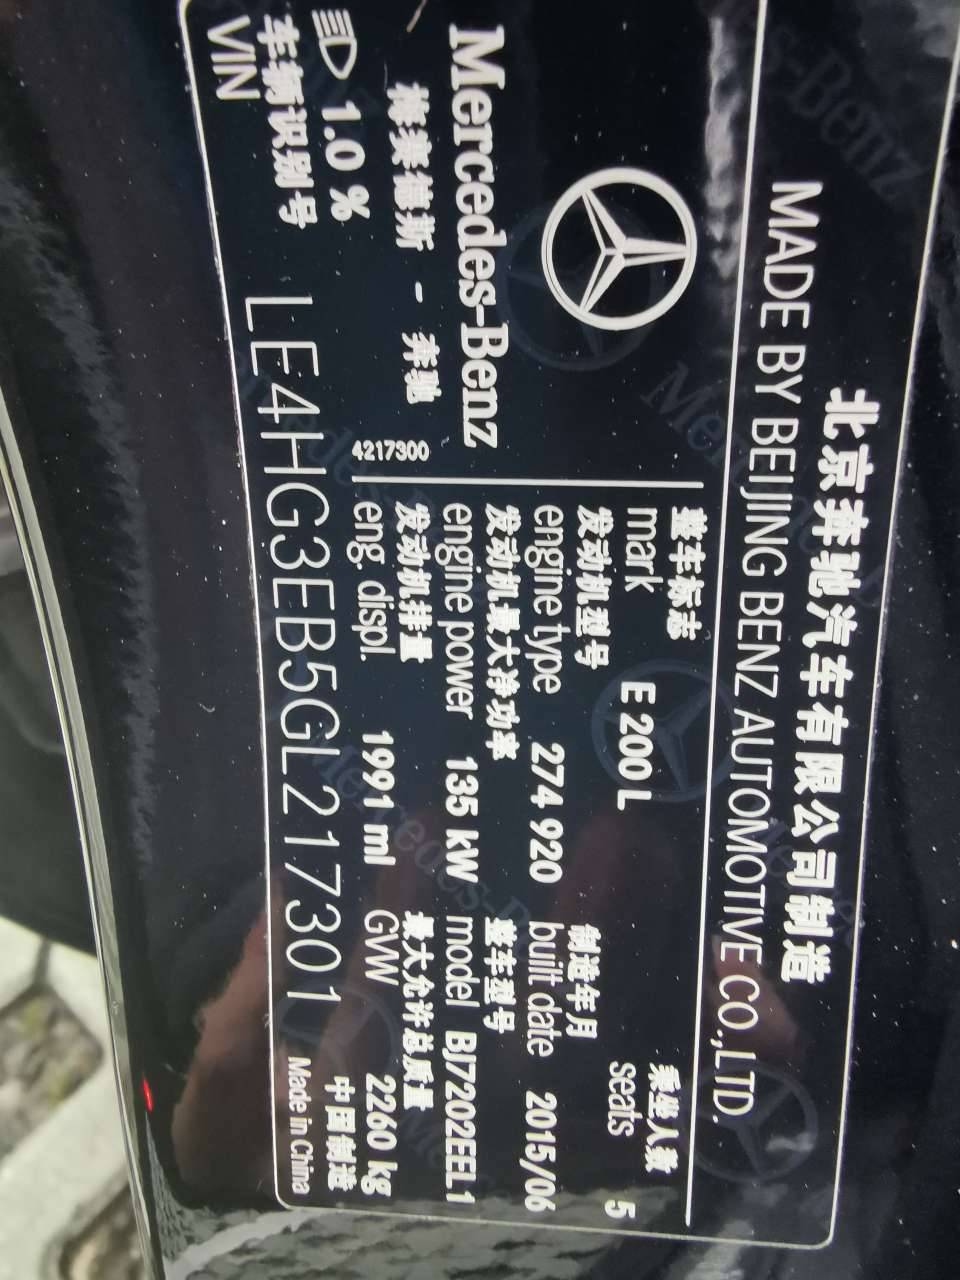 北京奔驰汽车有限公司制造
MADE BY BEIJING BENZ AUTOMOTIVE CO.,LTD.
整车标志
mark E 200 L
乘坐人数
seats 5
发动机型号
engine type 274 920
制造年月
built date 2015/06
发动机最大净功率
engine power 135 kW
整车型号
model BJ7202EEL1
发动机排量
eng. displ. 1991 ml
最大允许总质量
GVW 2260 kg
Mercedes-Benz
梅赛德斯 - 奔驰
4217300
1.0 %
车辆识别号
VIN LE4HG3EB5GL217301
中国制造
Made in China